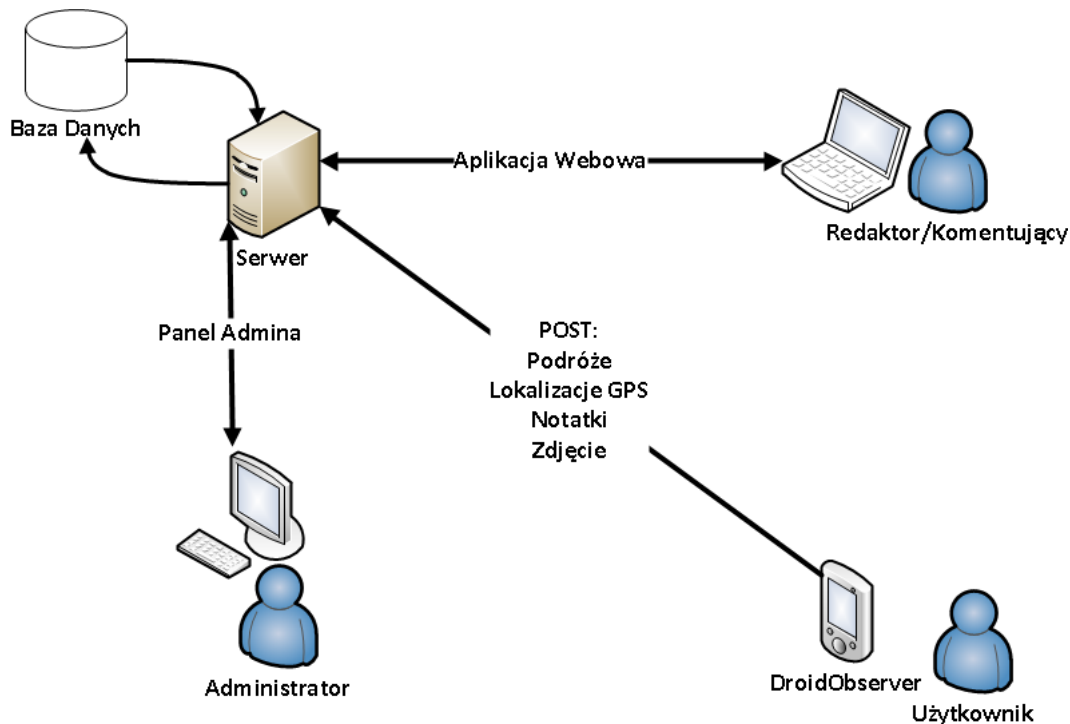 Baza Danych
Aplikacja Webowa
Redaktor/Komentujący
Serwer
Panel Admina
POST:
Podróże
Lokalizacje GPS
Notatki
Zdjęcie
Administrator
DroidObserver
Użytkownik